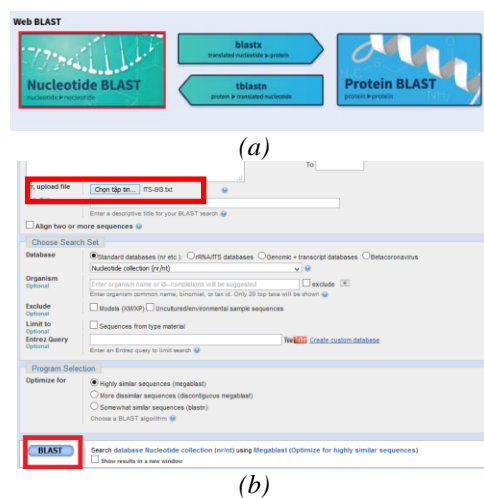 Web BLAST
Nucleotide BLAST
nucleotide ▶ nucleotide
blastx
translated nucleotide ▶ protein
tblastn
protein ▶ translated nucleotide
Protein BLAST
protein ▶ protein
(a)
To
r, upload file
Chọn tập tin... ITS-BG.txt
Enter a descriptive title for your BLAST search
Align two or more sequences
Choose Search Set
Database
Standard databases (nr etc.): rRNA/ITS databases Genomic + transcript databases Betacoronavirus
Nucleotide collection (nr/nt)
Organism
Optional
Enter organism name or id--completions will be suggested exclude
Enter organism common name, binomial, or tax id. Only 20 top taxa will be shown
Exclude
Optional
Models (XM/XP) Uncultured/environmental sample sequences
Limit to
Optional
Sequences from type material
Entrez Query
Optional
YouTube Create custom database
Enter an Entrez query to limit search
Program Selection
Optimize for
Highly similar sequences (megablast)
More dissimilar sequences (discontiguous megablast)
Somewhat similar sequences (blastn)
Choose a BLAST algorithm
BLAST
Search database Nucleotide collection (nr/nt) using Megablast (Optimize for highly similar sequences)
Show results in a new window
(b)